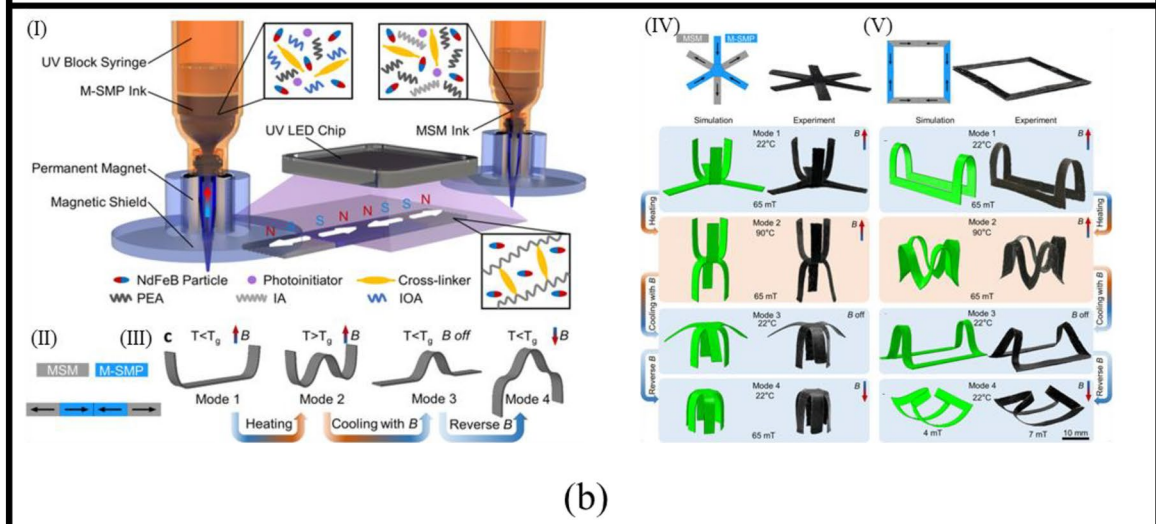 (I)
UV Block Syringe
M-SMP Ink
Permanent Magnet
Magnetic Shield
UV LED Chip
MSM Ink
N S S N N S S N
NdFeB Particle Photoinitiator Cross-linker
PEA IA IOA
(II)
MSM M-SMP
(III)
c T<Tg B T>Tg B T<Tg B off T<Tg B
Mode 1 Mode 2 Mode 3 Mode 4
Heating Cooling with B Reverse B
(IV)
MSM M-SMP
Simulation Experiment
Mode 1 B
22°C
65 mT
Heating
Mode 2 B
90°C
65 mT
Cooling with B
Mode 3 B off
22°C
Reverse B
Mode 4 B
22°C
65 mT
(V)
Simulation Experiment
Mode 1 B
22°C
65 mT
Heating
Mode 2 B
90°C
65 mT
Cooling with B
Mode 3 B off
22°C
Reverse B
Mode 4 B
22°C
4 mT 7 mT 10 mm
(b)